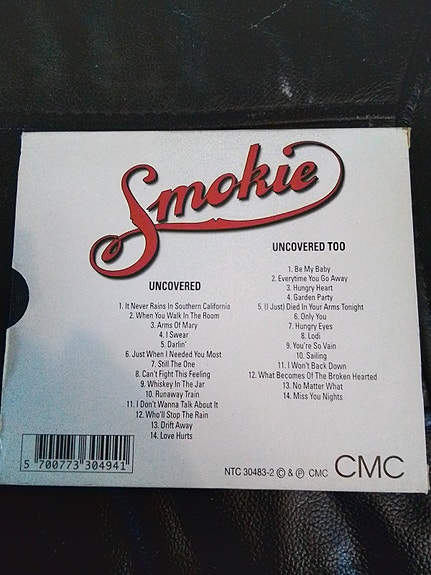 Smokie
UNCOVERED
1. It Never Rains In Southern California
2. When You Walk In The Room
3. Arms Of Mary
4. I Swear
5. Darlin'
6. Just When I Needed You Most
7. Still The One
8. Can't Fight This Feeling
9. Whiskey In The Jar
10. Runaway Train
11. I Don't Wanna Talk About It
12. Who'll Stop The Rain
13. Drift Away
14. Love Hurts
UNCOVERED TOO
1. Be My Baby
2. Everytime You Go Away
3. Hungry Heart
4. Garden Party
5. (I Just) Died In Your Arms Tonight
6. Only You
7. Hungry Eyes
8. Lodi
9. You're So Vain
10. Sailing
11. I Won't Back Down
12. What Becomes Of The Broken Hearted
13. No Matter What
14. Miss You Nights
5 700773 304941
NTC 30483-2 © & ℗ CMC CMC